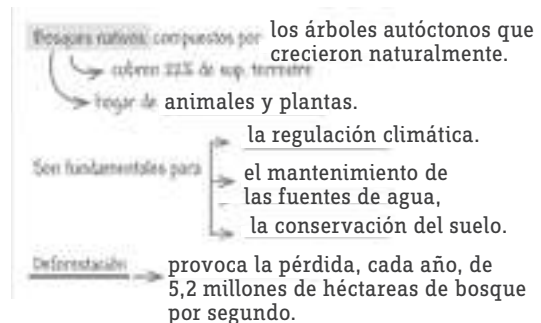 Bosques nativos compuestos por los árboles autóctonos que
crecieron naturalmente.
cubren 22% de sup. terrestre
hogar de animales y plantas.
Son fundamentales para
la regulación climática.
el mantenimiento de
las fuentes de agua,
la conservación del suelo.
Deforestación provoca la pérdida, cada año, de
5,2 millones de héctareas de bosque
por segundo.